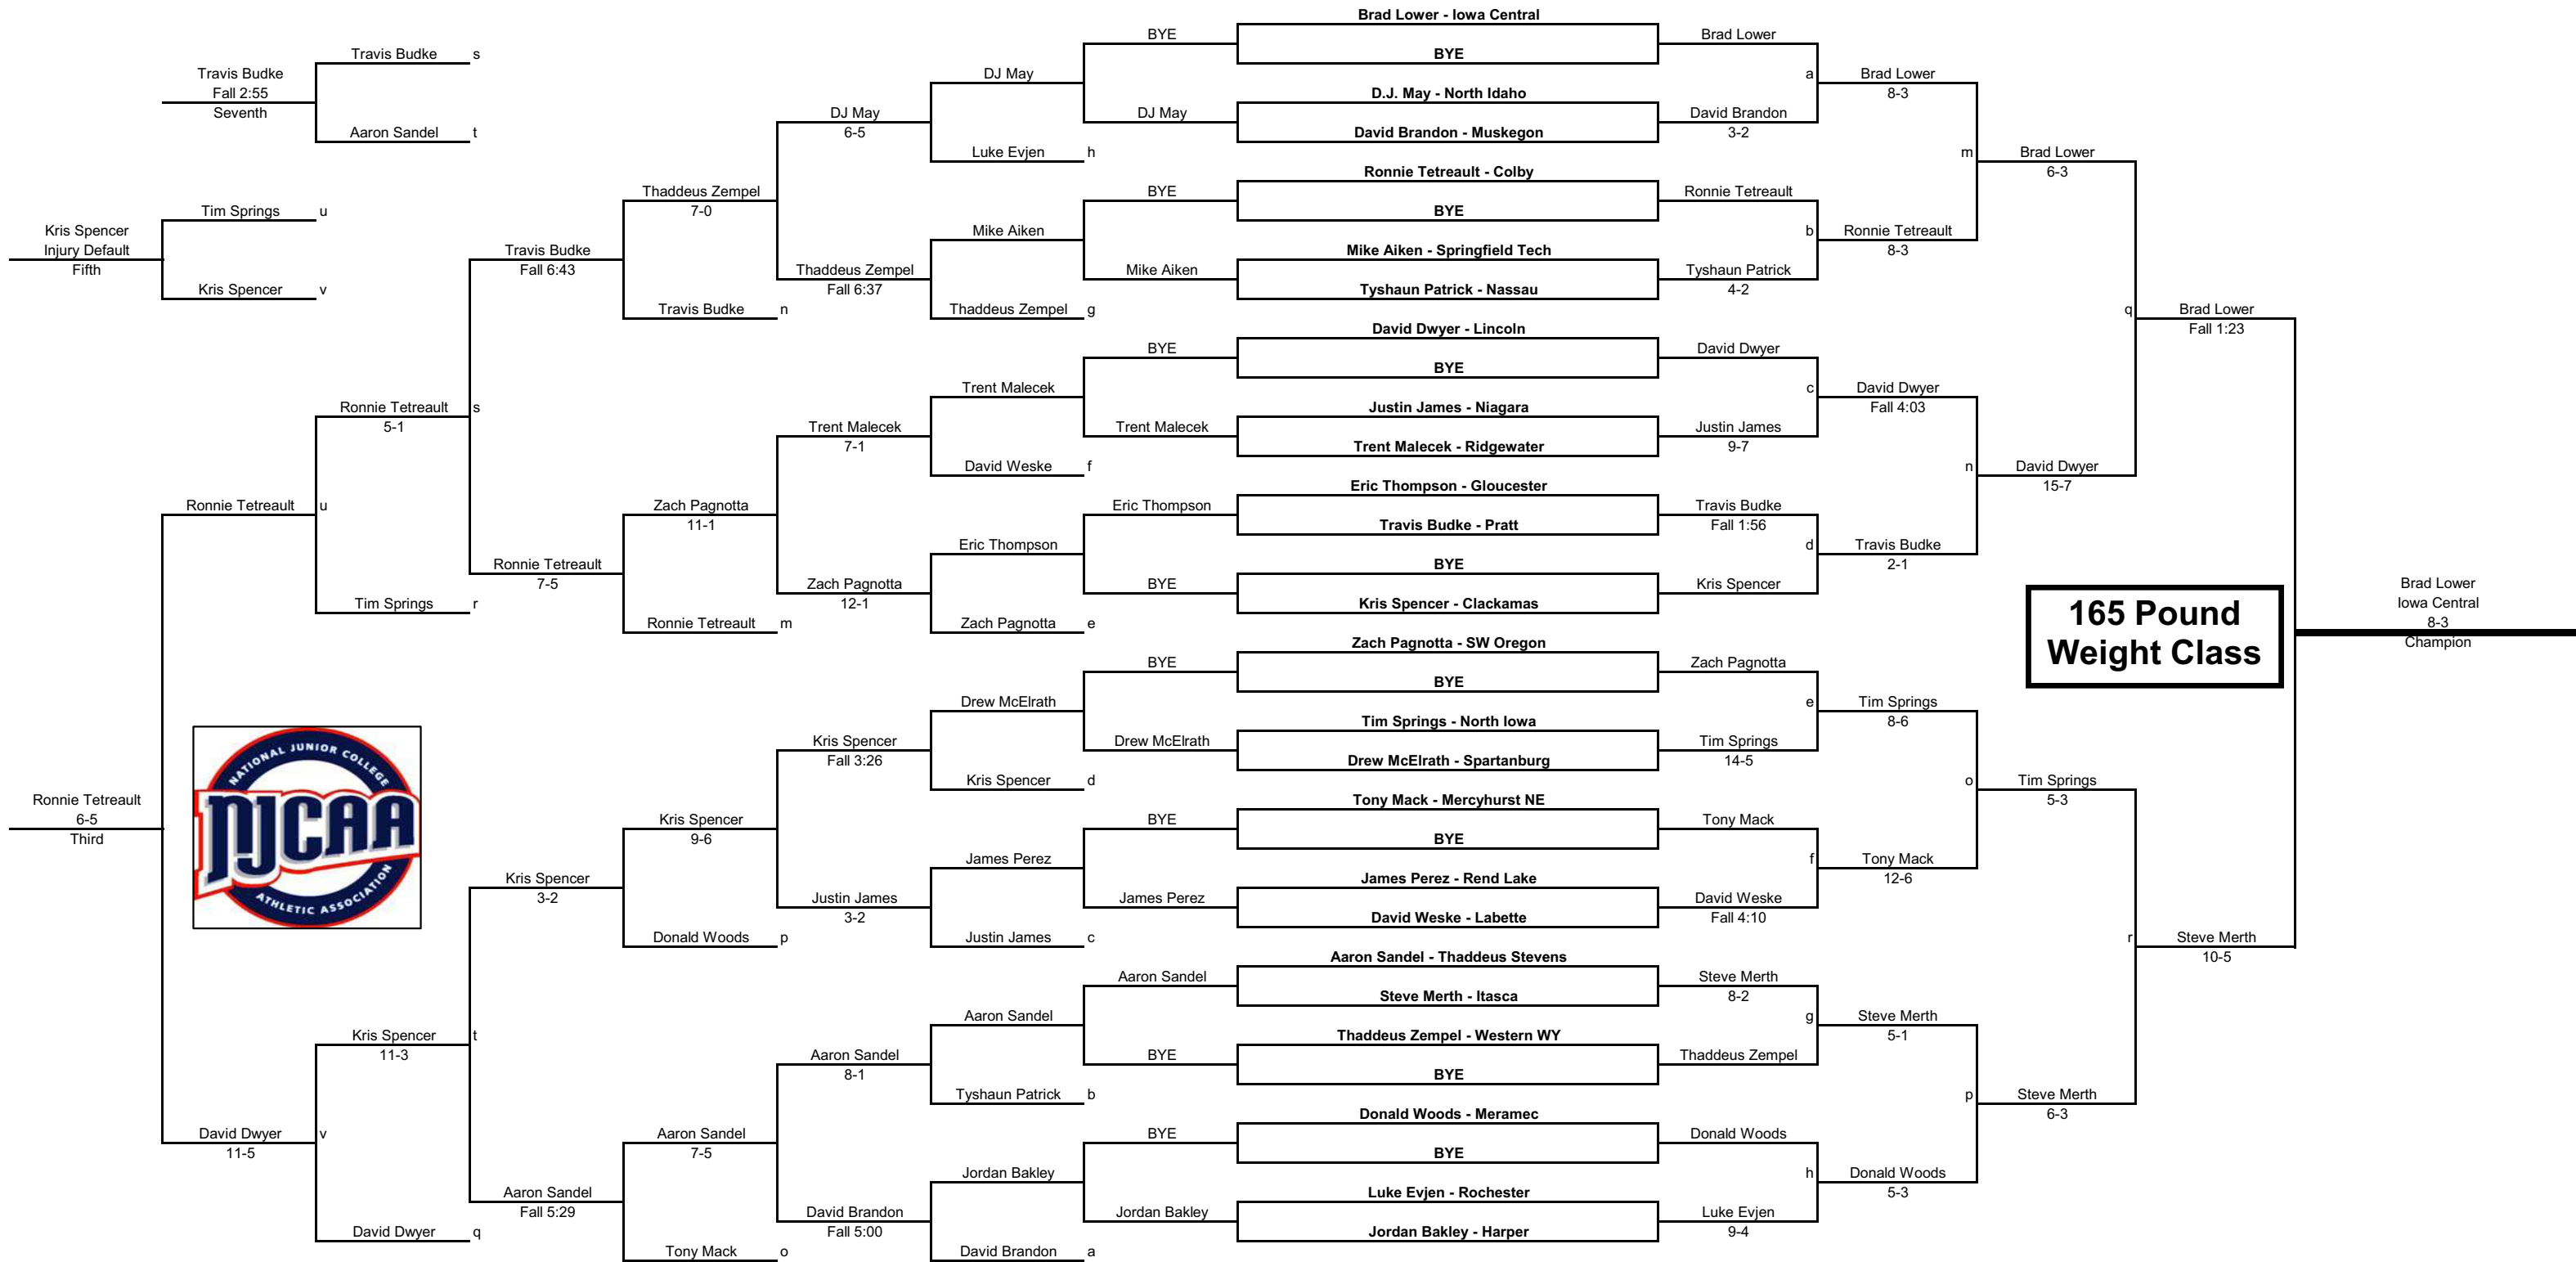 Brad Lower - Iowa Central
BYE
D.J. May - North Idaho
David Brandon - Muskegon
Ronnie Tetreault - Colby
BYE
Mike Aiken - Springfield Tech
Tyshaun Patrick - Nassau
David Dwyer - Lincoln
BYE
Justin James - Niagara
Trent Malecek - Ridgewater
Eric Thompson - Gloucester
Travis Budke - Pratt
BYE
Kris Spencer - Clackamas
Zach Pagnotta - SW Oregon
BYE
Tim Springs - North Iowa
Drew McElrath - Spartanburg
Tony Mack - Mercyhurst NE
BYE
James Perez - Rend Lake
David Weske - Labette
Aaron Sandel - Thaddeus Stevens
Steve Merth - Itasca
Thaddeus Zempel - Western WY
BYE
Donald Woods - Meramec
BYE
Luke Evjen - Rochester
Jordan Bakley - Harper
Brad Lower
a
David Brandon
3-2
Ronnie Tetreault
b
Tyshaun Patrick
4-2
David Dwyer
c
Justin James
9-7
Travis Budke
Fall 1:56
d
Kris Spencer
Zach Pagnotta
e
Tim Springs
14-5
Tony Mack
f
David Weske
Fall 4:10
Steve Merth
8-2
g
Thaddeus Zempel
Donald Woods
h
Luke Evjen
9-4
Brad Lower
8-3
m
Ronnie Tetreault
8-3
David Dwyer
Fall 4:03
n
Travis Budke
2-1
Tim Springs
8-6
o
Tony Mack
12-6
Steve Merth
5-1
p
Donald Woods
5-3
Brad Lower
6-3
q
David Dwyer
15-7
Tim Springs
5-3
r
Steve Merth
6-3
Brad Lower
Fall 1:23
Steve Merth
10-5
165 Pound
Weight Class
Brad Lower
Iowa Central
8-3
Champion
BYE
DJ May
BYE
Mike Aiken
BYE
Trent Malecek
Eric Thompson
BYE
BYE
Drew McElrath
BYE
James Perez
Aaron Sandel
BYE
BYE
Jordan Bakley
DJ May
Luke Evjen h
Mike Aiken
Thaddeus Zempel g
Trent Malecek
David Weske f
Eric Thompson
Zach Pagnotta e
Drew McElrath
Kris Spencer d
James Perez
Justin James c
Aaron Sandel
Tyshaun Patrick b
Jordan Bakley
David Brandon a
DJ May
6-5
Thaddeus Zempel
Fall 6:37
Trent Malecek
7-1
Zach Pagnotta
12-1
Kris Spencer
Fall 3:26
Justin James
3-2
Aaron Sandel
8-1
David Brandon
Fall 5:00
Thaddeus Zempel
7-0
Travis Budke n
Zach Pagnotta
11-1
Ronnie Tetreault m
Kris Spencer
9-6
Donald Woods p
Aaron Sandel
7-5
Tony Mack o
Travis Budke
Fall 6:43
s
Ronnie Tetreault
7-5
Kris Spencer
3-2
t
Aaron Sandel
Fall 5:29
Ronnie Tetreault
5-1
u
Tim Springs r
Kris Spencer
11-3
v
David Dwyer q
Ronnie Tetreault
David Dwyer
11-5
Ronnie Tetreault
6-5
Third
Travis Budke s
Aaron Sandel t
Travis Budke
Fall 2:55
Seventh
Tim Springs u
Kris Spencer v
Kris Spencer
Injury Default
Fifth
NATIONAL JUNIOR COLLEGE
NJCAA
ATHLETIC ASSOCIATION